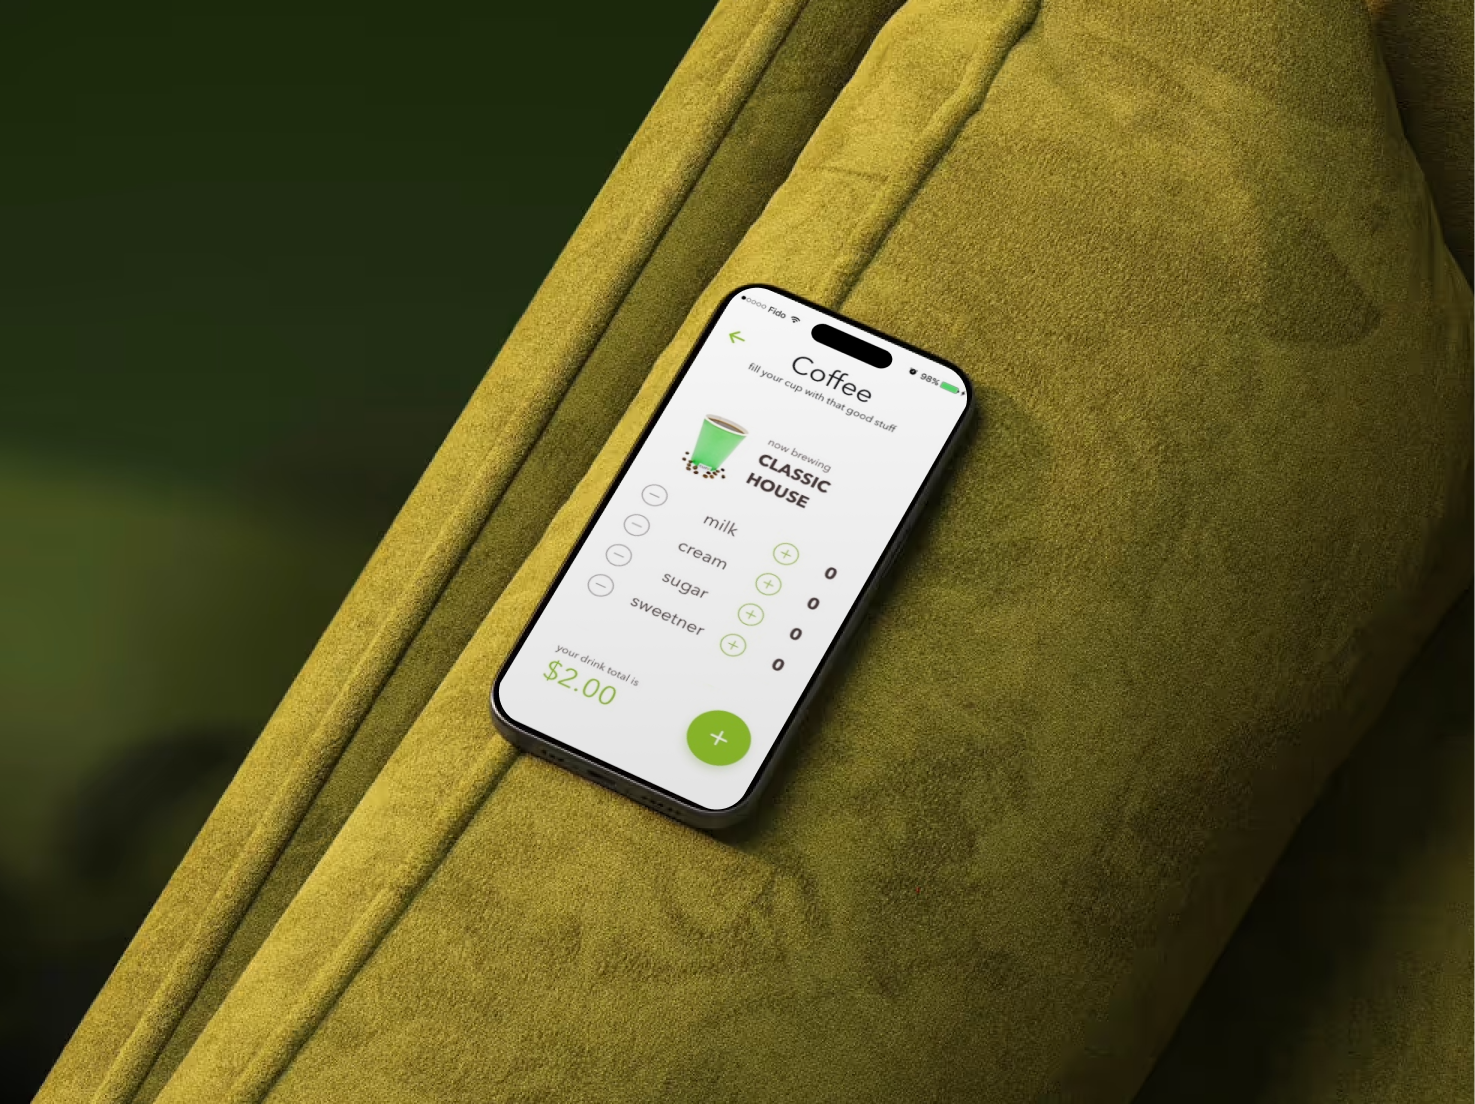 Fido
98%
Coffee
fill your cup with that good stuff
now brewing
CLASSIC
HOUSE
milk 0
cream 0
sugar 0
sweetner 0
your drink total is
$2.00